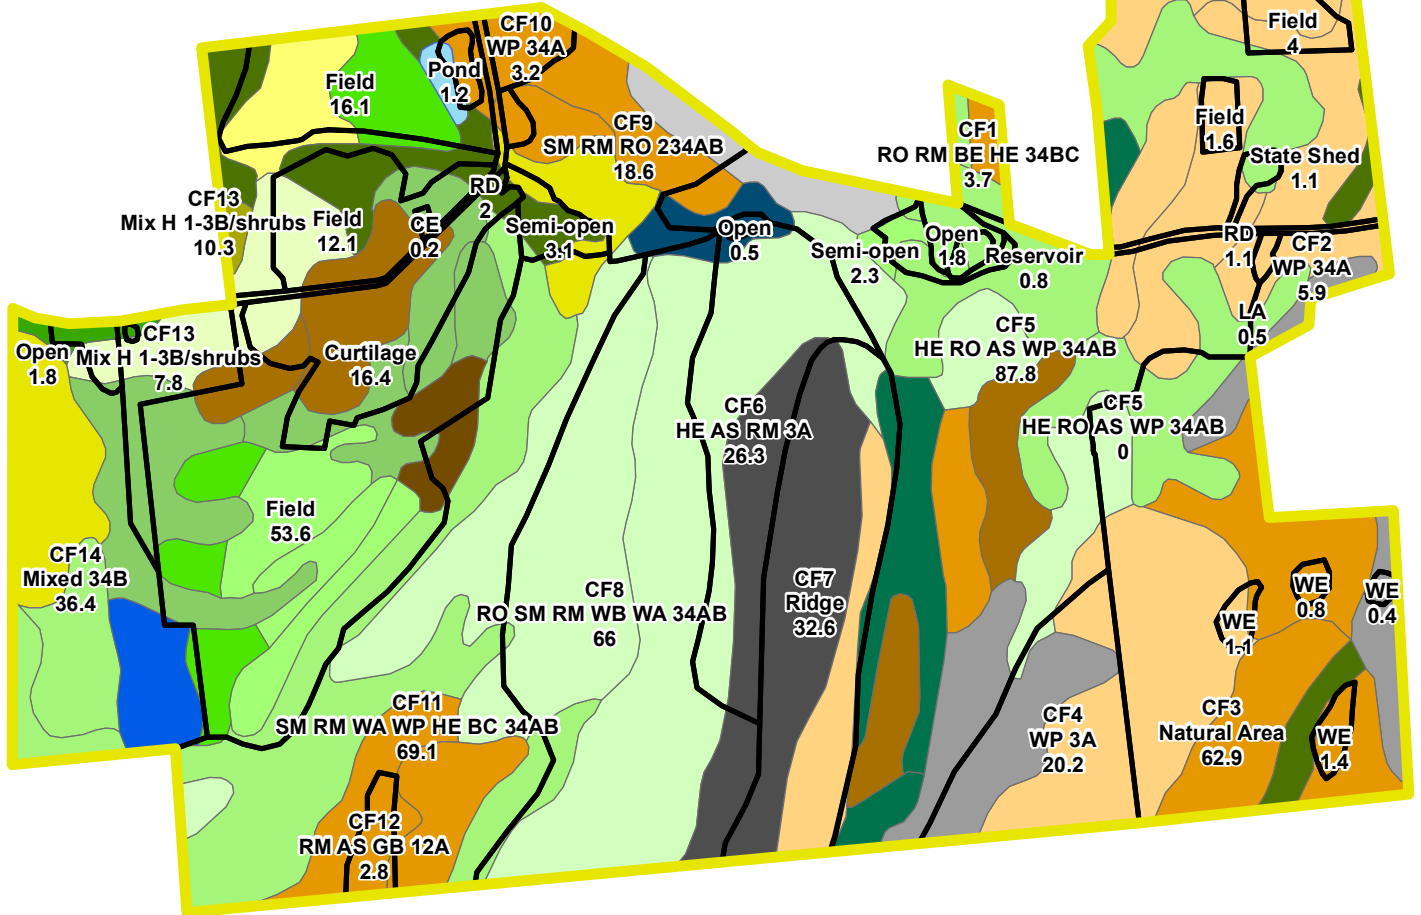 CF10
WP 34A
3.2
Field
4
Field
16.1
Pond
1.2
CF9
SM RM RO 234AB
18.6
CF1
RO RM BE HE 34BC
3.7
Field
1.6
State Shed
1.1
CF13
Mix H 1-3B/shrubs
10.3
Field
12.1
RD
2
CE
0.2
Semi-open
3.1
Open
0.5
Semi-open
2.3
Open
1.8
Reservoir
0.8
RD
1.1
CF2
WP 34A
5.9
LA
0.5
Open
1.8
CF13
Mix H 1-3B/shrubs
7.8
Curtilage
16.4
CF5
HE RO AS WP 34AB
87.8
CF6
HE AS RM 3A
26.3
CF5
HE RO AS WP 34AB
0
Field
53.6
CF14
Mixed 34B
36.4
CF8
RO SM RM WB WA 34AB
66
CF7
Ridge
32.6
WE
1.1
WE
0.8
WE
0.4
CF11
SM RM WA WP HE BC 34AB
69.1
CF4
WP 3A
20.2
CF3
Natural Area
62.9
WE
1.4
CF12
RM AS GB 12A
2.8